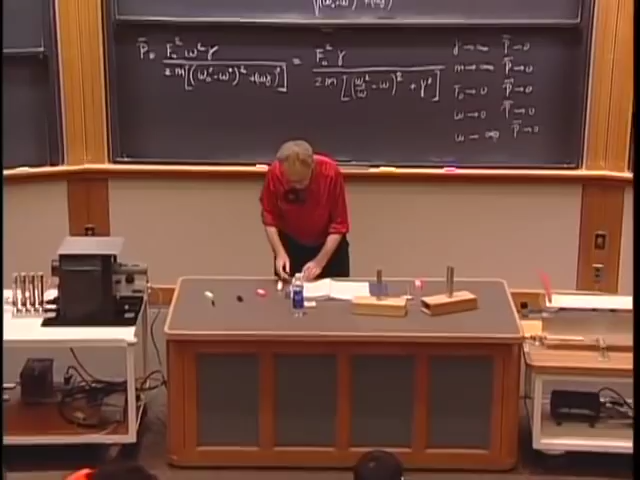 P̄ = F₀² ω² γ / 2m[(ω₀² - ω²)² + (ωγ)²] = F₀² γ / 2m[(ω₀²/ω - ω)² + γ²]
γ → ∞ P̄ → 0
m → ∞ P̄ → 0
F₀ → 0 P̄ → 0
ω → 0 P̄ → 0
ω → ∞ P̄ → 0